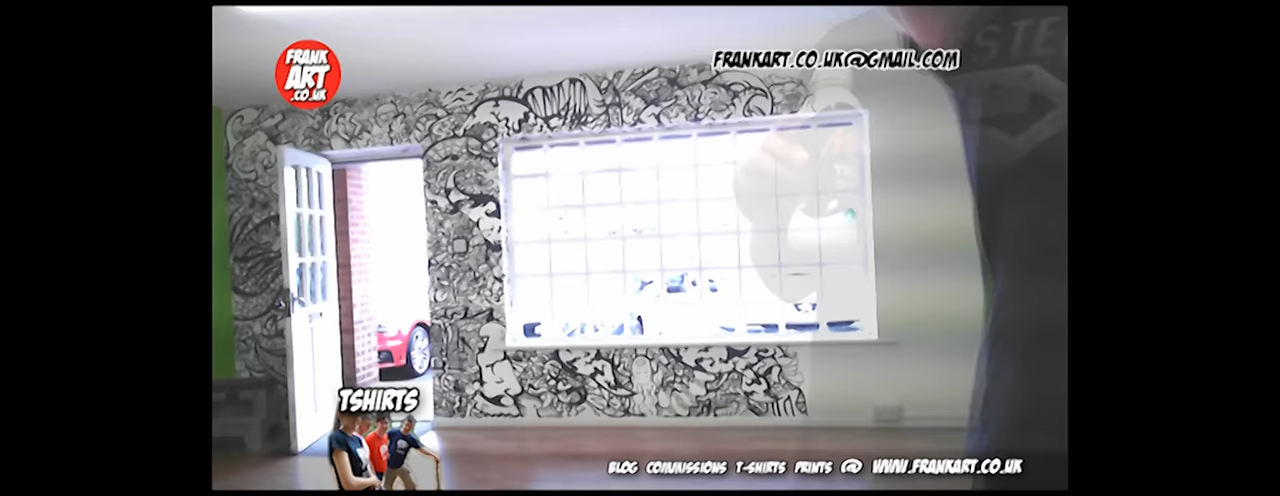 FRANK
ART
.CO.UK
FRANKART.CO.UK@GMAIL.COM
TSHIRTS
BLOG COMMISSIONS T-SHIRTS PRINTS @ WWW.FRANKART.CO.UK